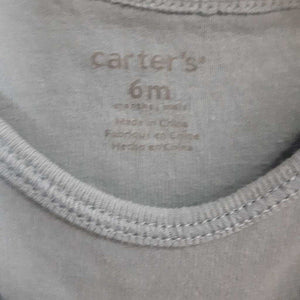 carter's®
6m
Made in China
Fabriqué en Chine
Hecho en China